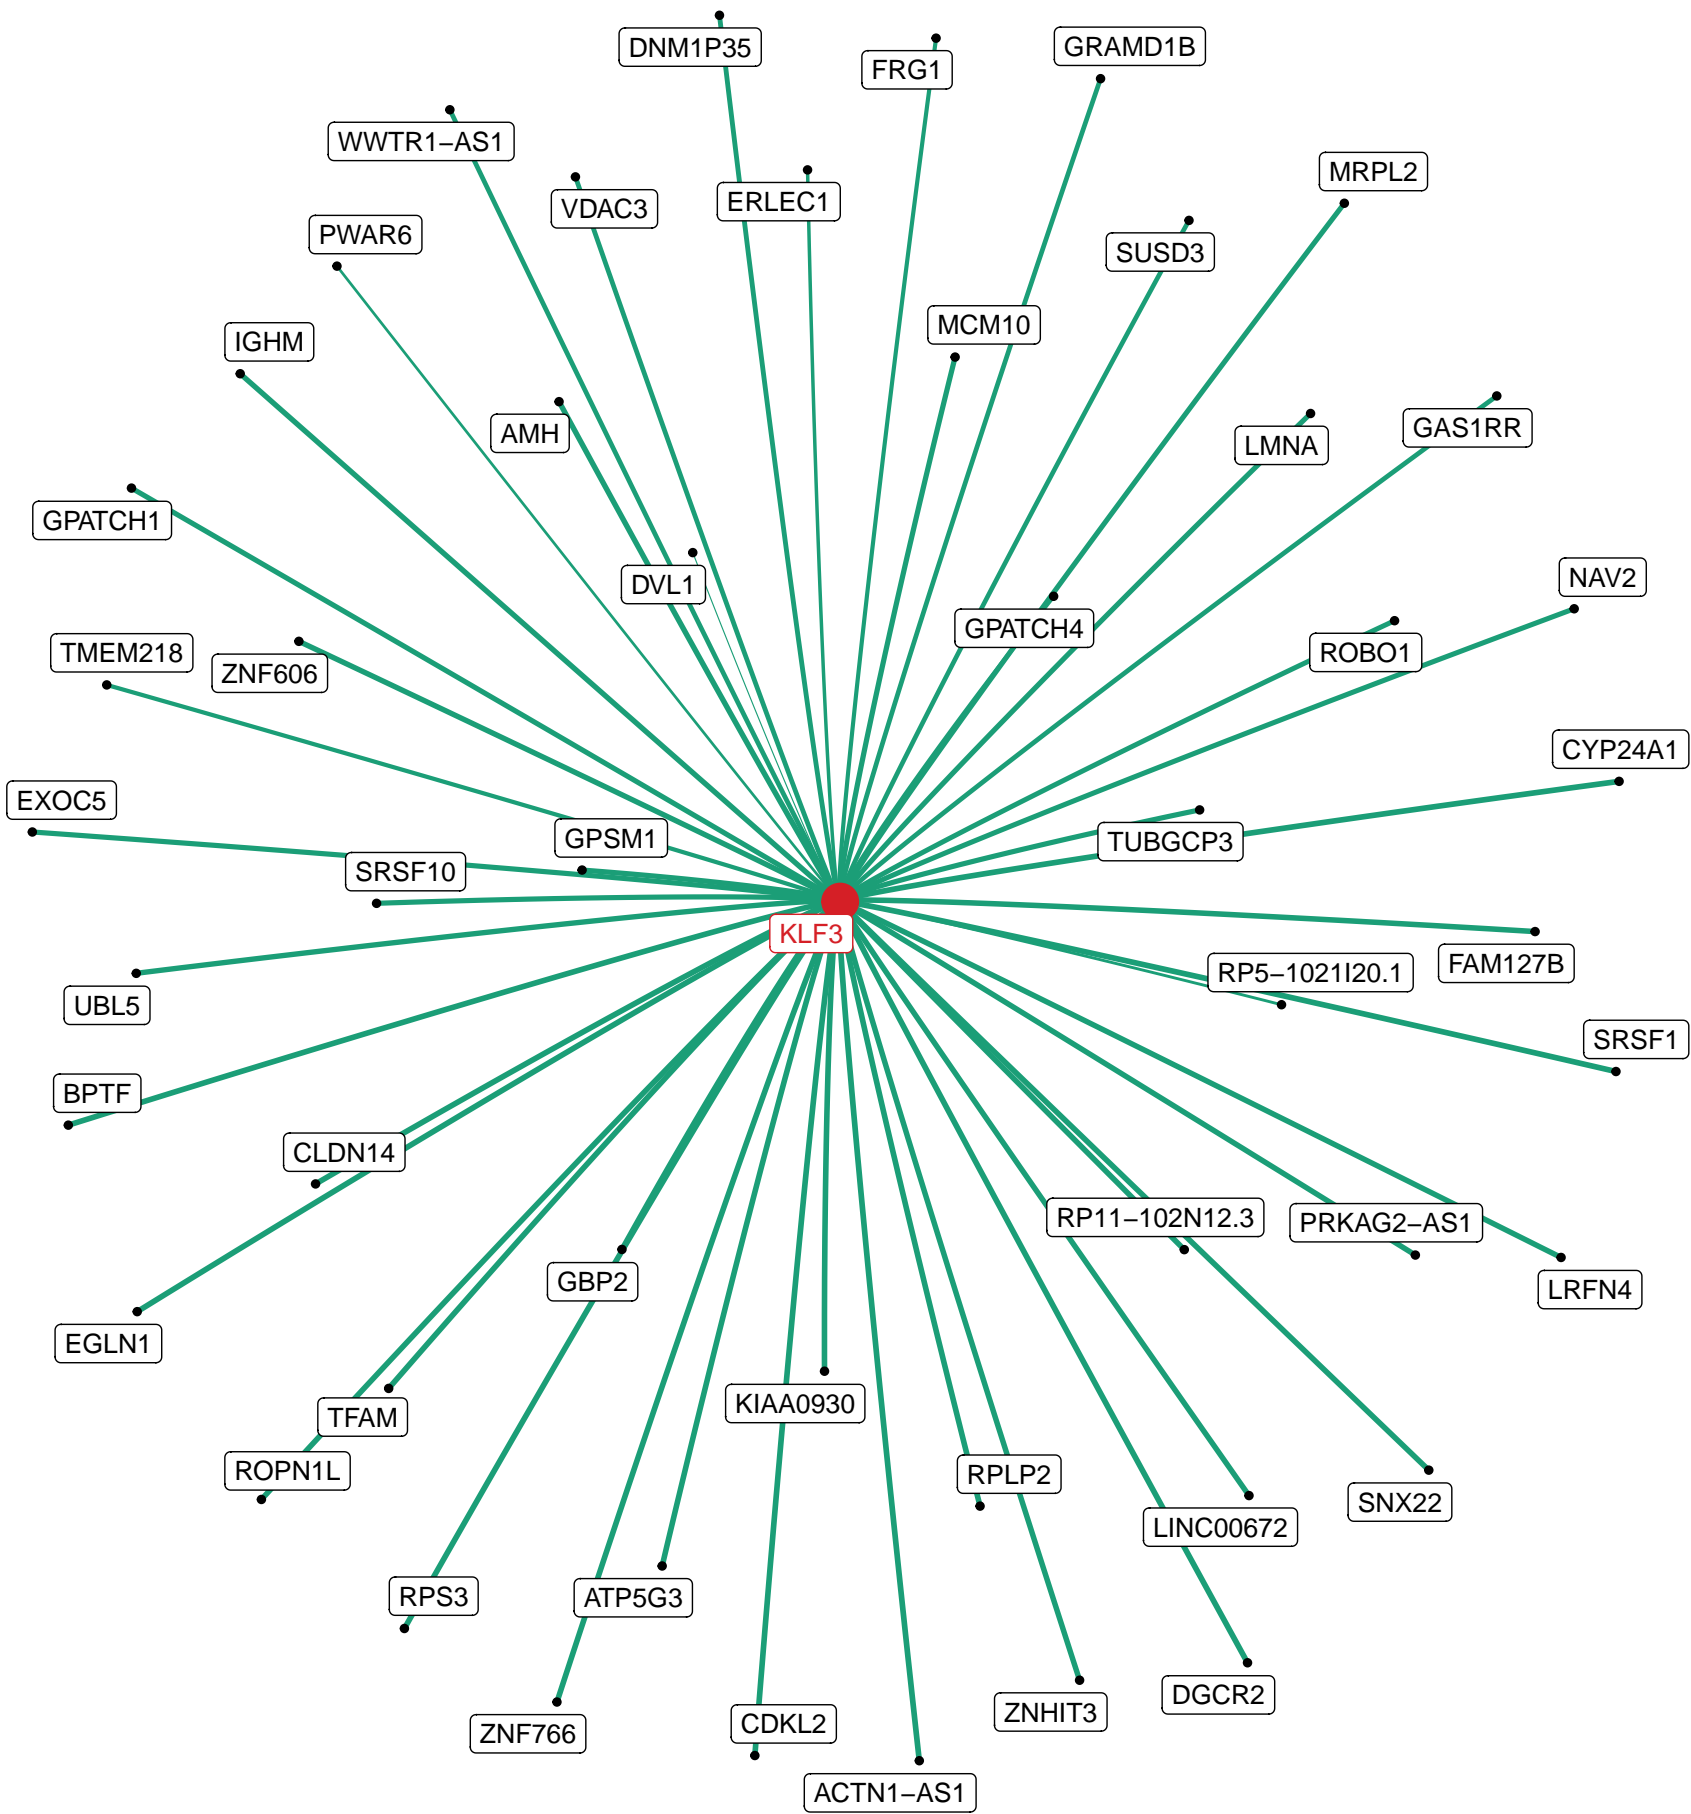 DNM1P35
GRAMD1B
FRG1
WWTR1−AS1
MRPL2
ERLEC1
VDAC3
PWAR6
SUSD3
MCM10
IGHM
GAS1RR
AMH
LMNA
GPATCH1
NAV2
DVL1
GPATCH4
TMEM218
ROBO1
ZNF606
CYP24A1
EXOC5
GPSM1
TUBGCP3
SRSF10
KLF3
FAM127B
RP5−1021I20.1
UBL5
SRSF1
BPTF
CLDN14
RP11−102N12.3
PRKAG2−AS1
GBP2
LRFN4
EGLN1
KIAA0930
TFAM
ROPN1L
RPLP2
SNX22
LINC00672
RPS3
ATP5G3
DGCR2
ZNHIT3
CDKL2
ZNF766
ACTN1−AS1